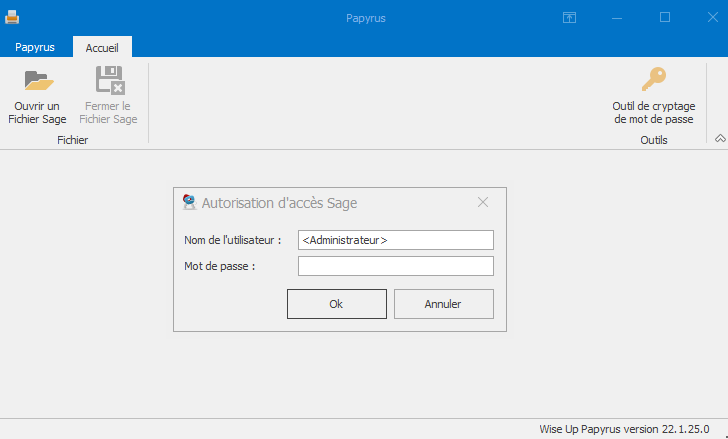 Papyrus
Papyrus
Accueil
Ouvrir un
Fichier Sage
Fermer le
Fichier Sage
Fichier
Outil de cryptage
de mot de passe
Outils
Autorisation d'accès Sage
Nom de l'utilisateur :
<Administrateur>
Mot de passe :
Ok
Annuler
Wise Up Papyrus version 22.1.25.0